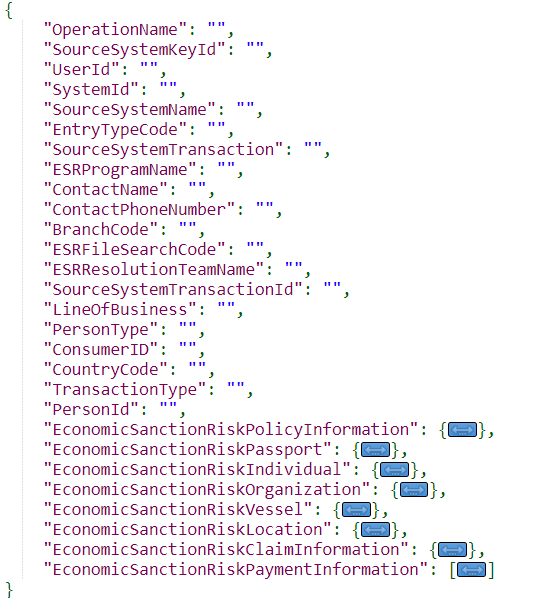 {
"OperationName": "",
"SourceSystemKeyId": "",
"UserId": "",
"SystemId": "",
"SourceSystemName": "",
"EntryTypeCode": "",
"SourceSystemTransaction": "",
"ESRProgramName": "",
"ContactName": "",
"ContactPhoneNumber": "",
"BranchCode": "",
"ESRFileSearchCode": "",
"ESRResolutionTeamName": "",
"SourceSystemTransactionId": "",
"LineOfBusiness": "",
"PersonType": "",
"ConsumerID": "",
"CountryCode": "",
"TransactionType": "",
"PersonId": "",
"EconomicSanctionRiskPolicyInformation": {↔},
"EconomicSanctionRiskPassport": {↔},
"EconomicSanctionRiskIndividual": {↔},
"EconomicSanctionRiskOrganization": {↔},
"EconomicSanctionRiskVessel": {↔},
"EconomicSanctionRiskLocation": {↔},
"EconomicSanctionRiskClaimInformation": {↔},
"EconomicSanctionRiskPaymentInformation": [↔]
}